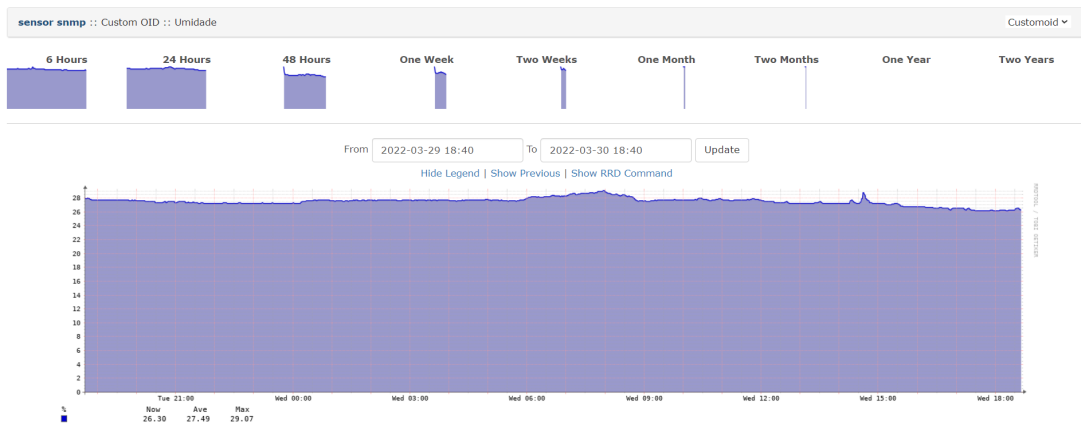 sensor snmp :: Custom OID :: Umidade
Customoid
6 Hours 24 Hours 48 Hours One Week Two Weeks One Month Two Months One Year Two Years
From 2022-03-29 18:40 To 2022-03-30 18:40 Update
Hide Legend | Show Previous | Show RRD Command
28
26
24
22
20
18
16
14
12
10
8
6
4
2
0
RRDTOOL / TOBI OETIKER
Tue 21:00 Wed 00:00 Wed 03:00 Wed 06:00 Wed 09:00 Wed 12:00 Wed 15:00 Wed 18:00
% Now Ave Max
26.30 27.49 29.07